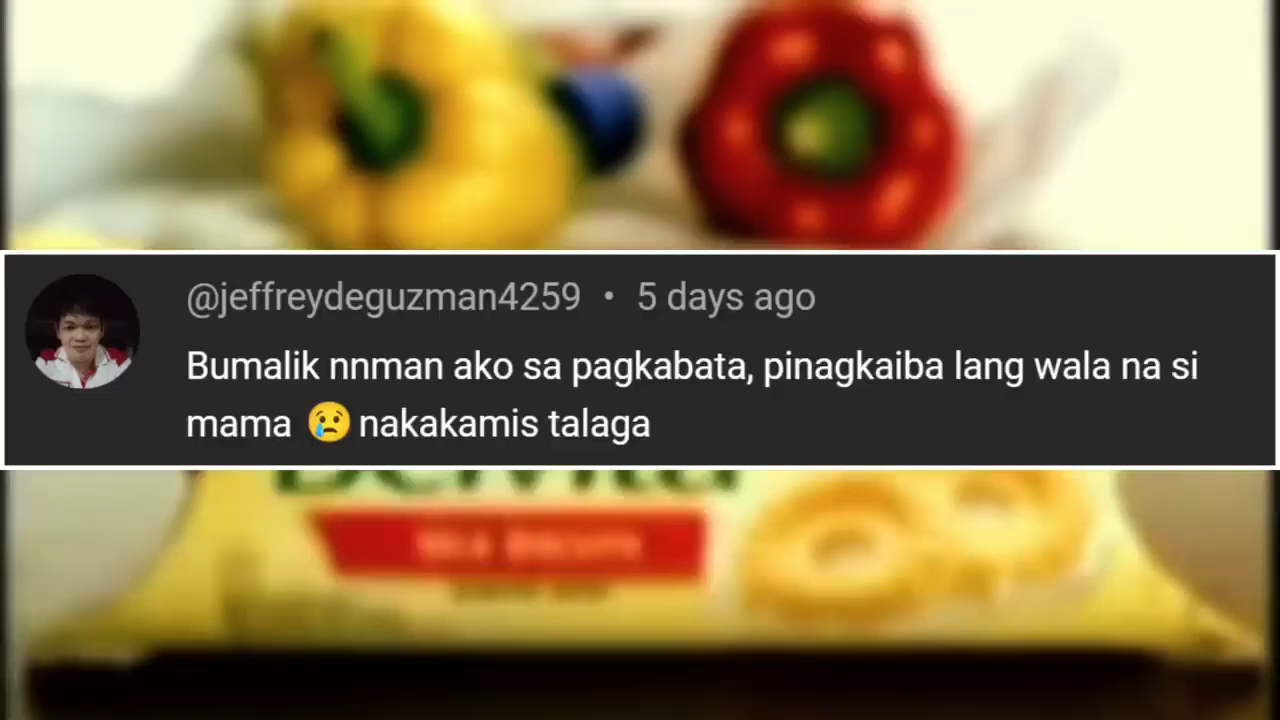 @jeffreydeguzman4259 • 5 days ago
Bumalik nnman ako sa pagkabata, pinagkaiba lang wala na si
mama 😢 nakakamis talaga